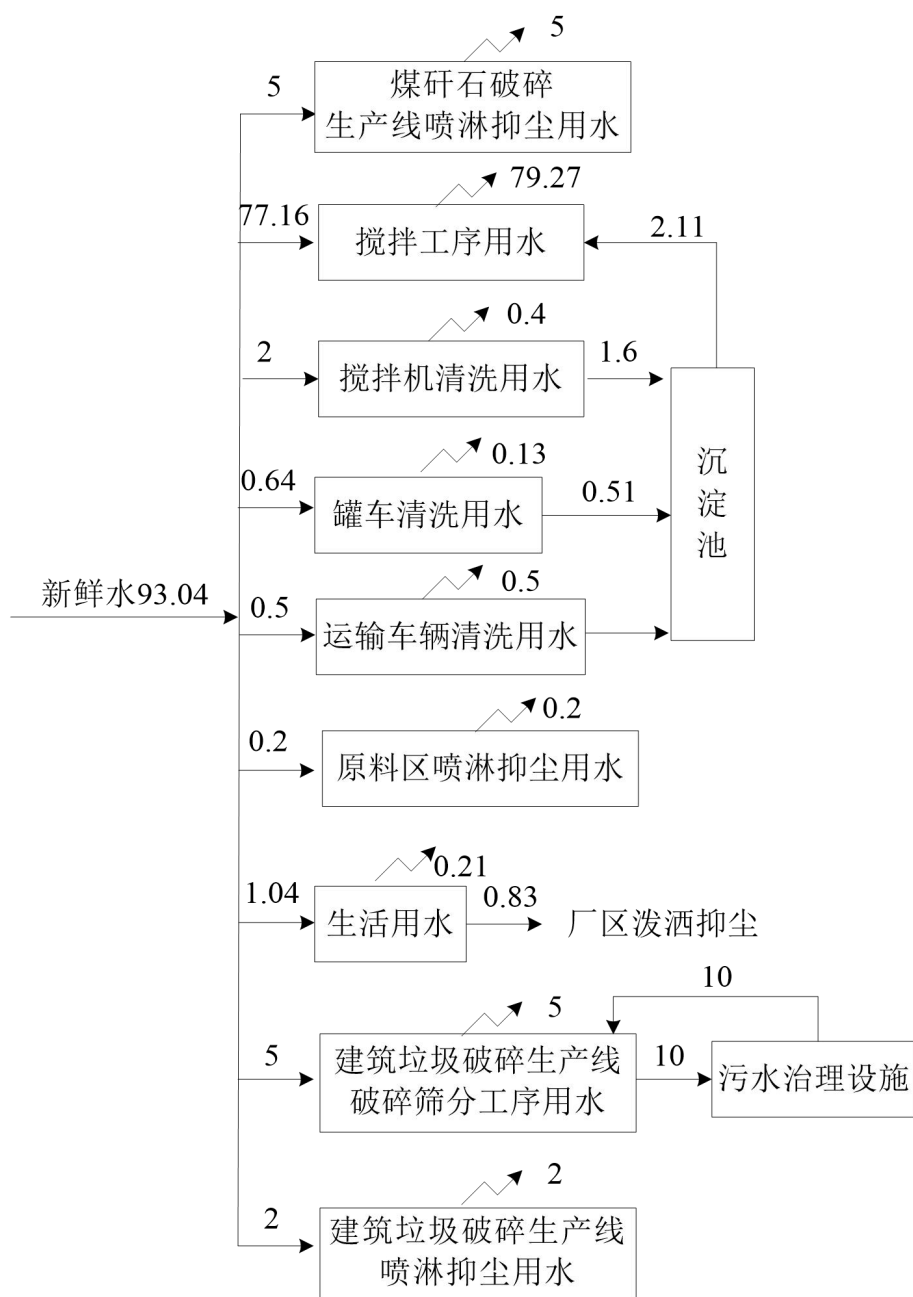 5
5
煤矸石破碎
生产线喷淋抑尘用水
79.27
77.16
搅拌工序用水
2.11
0.4
2
搅拌机清洗用水
1.6
沉
淀
池
0.13
0.64
罐车清洗用水
0.51
新鲜水93.04
0.5
0.5
运输车辆清洗用水
0.2
0.2
原料区喷淋抑尘用水
0.21
1.04
生活用水
0.83
厂区泼洒抑尘
10
5
5
建筑垃圾破碎生产线
破碎筛分工序用水
10
污水治理设施
2
2
建筑垃圾破碎生产线
喷淋抑尘用水